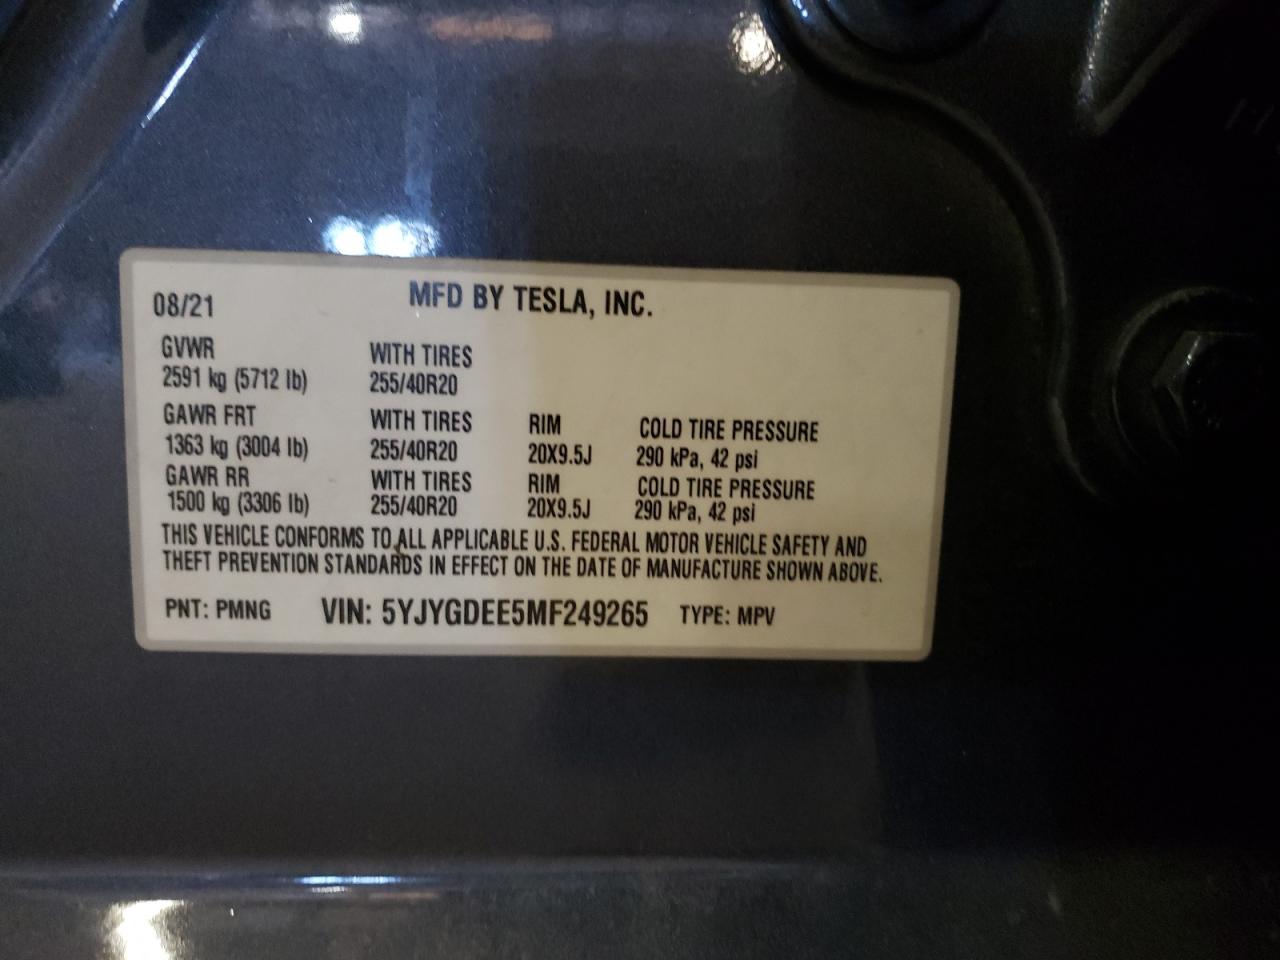 08/21 MFD BY TESLA, INC.
GVWR WITH TIRES
2591 kg (5712 lb) 255/40R20
GAWR FRT WITH TIRES RIM COLD TIRE PRESSURE
1363 kg (3004 lb) 255/40R20 20X9.5J 290 kPa, 42 psi
GAWR RR WITH TIRES RIM COLD TIRE PRESSURE
1500 kg (3306 lb) 255/40R20 20X9.5J 290 kPa, 42 psi
THIS VEHICLE CONFORMS TO ALL APPLICABLE U.S. FEDERAL MOTOR VEHICLE SAFETY AND
THEFT PREVENTION STANDARDS IN EFFECT ON THE DATE OF MANUFACTURE SHOWN ABOVE.
PNT: PMNG VIN: 5YJYGDEE5MF249265 TYPE: MPV